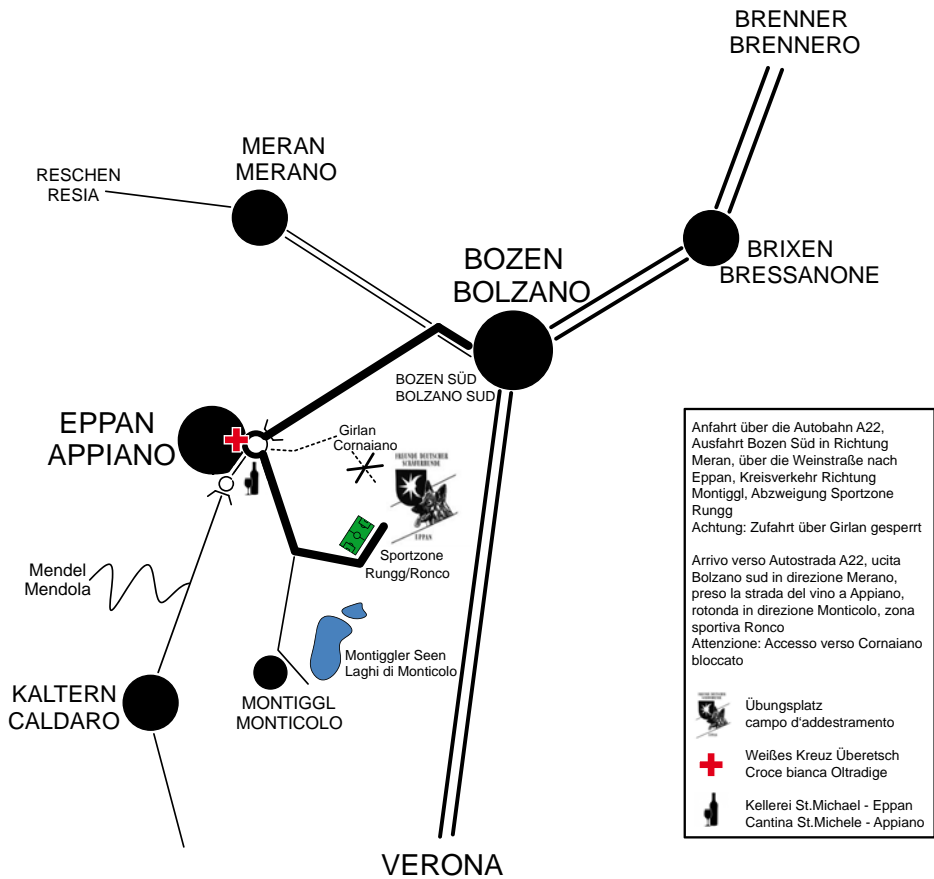 BRENNER
BRENNERO
MERAN
MERANO
RESCHEN
RESIA
BOZEN
BOLZANO
BRIXEN
BRESSANONE
BOZEN SÜD
BOLZANO SUD
EPPAN
APPIANO
Girlan
Cornaiano
FREUNDE DEUTSCHER
SCHÄFERHUNDE
EPPAN
Sportzone
Rungg/Ronco
Mendel
Mendola
Montiggler Seen
Laghi di Monticolo
MONTIGGL
MONTICOLO
KALTERN
CALDARO
VERONA
Anfahrt über die Autobahn A22,
Ausfahrt Bozen Süd in Richtung
Meran, über die Weinstraße nach
Eppan, Kreisverkehr Richtung
Montiggl, Abzweigung Sportzone
Rungg
Achtung: Zufahrt über Girlan gesperrt
Arrivo verso Autostrada A22, ucita
Bolzano sud in direzione Merano,
preso la strada del vino a Appiano,
rotonda in direzione Monticolo, zona
sportiva Ronco
Attenzione: Accesso verso Cornaiano
bloccato
Übungsplatz
campo d'addestramento
Weißes Kreuz Überetsch
Croce bianca Oltradige
Kellerei St.Michael - Eppan
Cantina St.Michele - Appiano